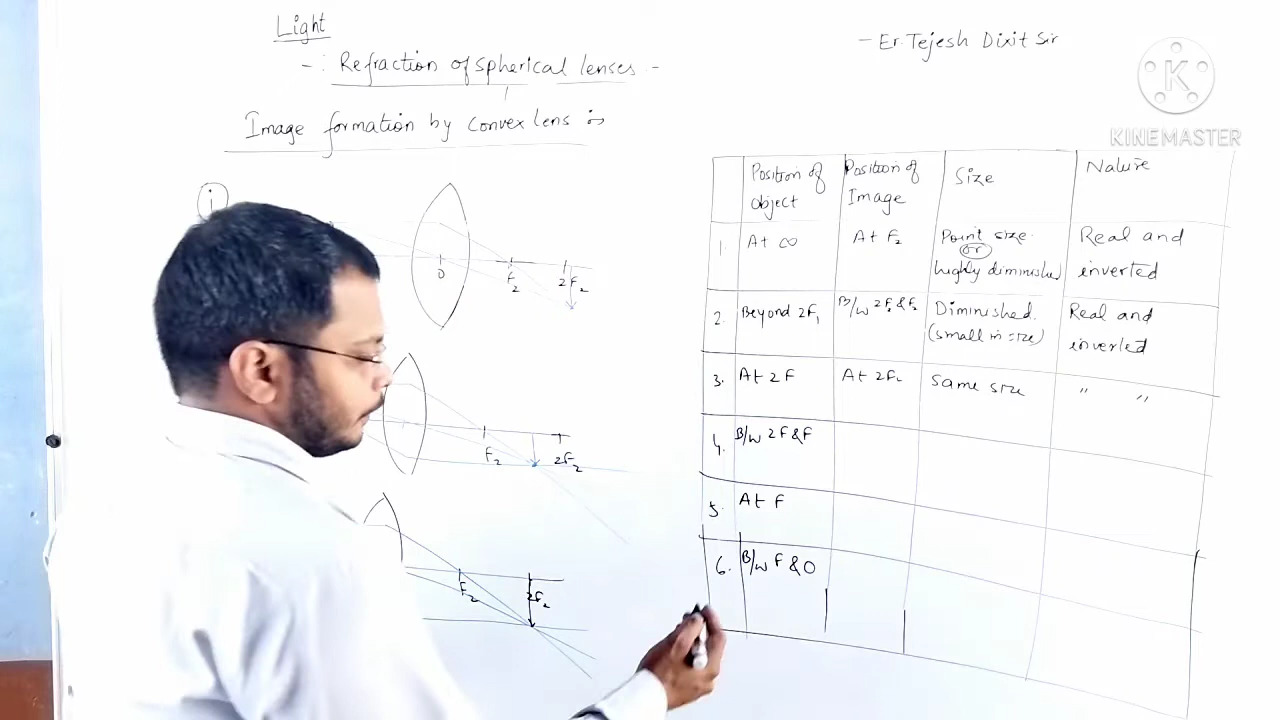 Light
- : Refraction of spherical lenses -
- Er. Tejesh Dixit Sir
KINEMASTER
Image formation by convex lens :-
i
O F2 2F2
F2 2F2
F2 2F2
Position of object Position of Image Size Nature
1. At ∞ At F2 Point size or highly diminished Real and inverted
2. Beyond 2F1 B/w 2F2 & F2 Diminished. (small in size) Real and inverted
3. At 2F At 2F2 Same size " "
4. B/w 2F & F
5. At F
6. B/w F & O